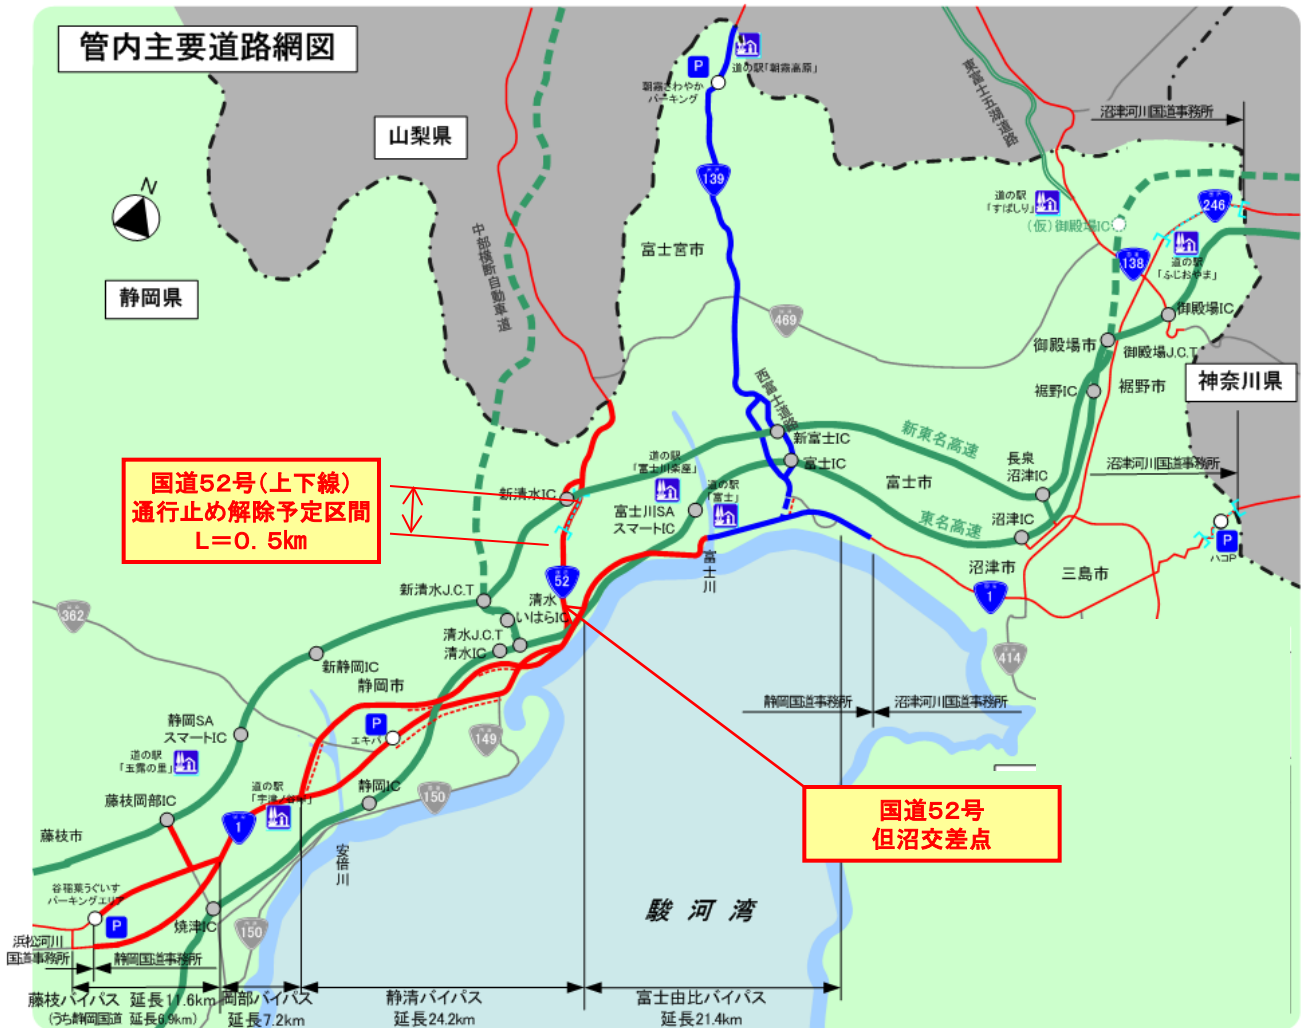 管内主要道路網図
山梨県
静岡県
神奈川県
N
P
朝霧さわやか
パーキング
道の駅「朝霧高原」
139
富士宮市
469
東富士五湖道路
沼津河川国道事務所
道の駅
「すばしり」
(仮)御殿場IC
246
138
道の駅
「ふじおやま」
御殿場IC
御殿場市
御殿場J.C.T
裾野IC
裾野市
中部横断自動車道
西富士道路
新富士IC
富士IC
新東名高速
東名高速
富士市
長泉
沼津IC
沼津IC
沼津河川国道事務所
P
沼津市
三島市
1
414
国道52号(上下線)
通行止め解除予定区間
L=0.5km
新清水IC
道の駅
「富士川楽座」
富士川SA
スマートIC
道の駅
「富士」
富士川
52
新清水J.C.T
清水
いはらIC
清水J.C.T
清水IC
362
新静岡IC
静岡市
P
エキパ
149
150
静岡IC
静岡SA
スマートIC
道の駅
「玉露の里」
藤枝岡部IC
道の駅
「宇津ノ谷峠」
1
藤枝市
安倍川
谷稲葉うぐいす
パーキングエリア
P
焼津IC
150
浜松河川
国道事務所
静岡国道事務所
静岡国道事務所
沼津河川国道事務所
国道52号
但沼交差点
駿河湾
藤枝バイパス 延長11.6km
(うち静岡国道 延長6.9km)
岡部バイパス
延長7.2km
静清バイパス
延長24.2km
富士由比バイパス
延長21.4km